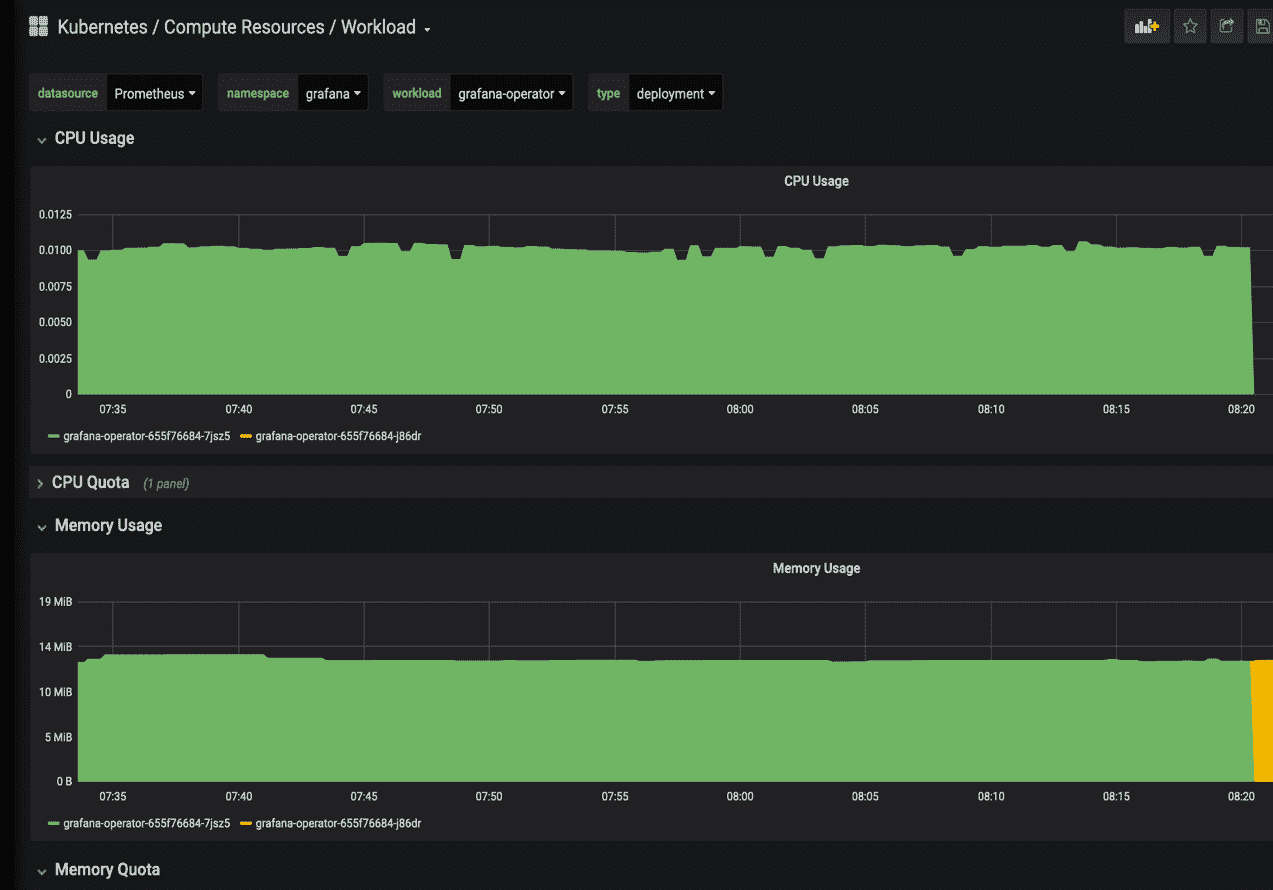 Kubernetes / Compute Resources / Workload
datasource Prometheus namespace grafana workload grafana-operator type deployment
CPU Usage
CPU Usage
0.0125
0.0100
0.0075
0.0050
0.0025
0
07:35 07:40 07:45 07:50 07:55 08:00 08:05 08:10 08:15 08:20
grafana-operator-655f76684-7jsz5 grafana-operator-655f76684-j86dr
CPU Quota (1 panel)
Memory Usage
Memory Usage
19 MiB
14 MiB
10 MiB
5 MiB
0 B
07:35 07:40 07:45 07:50 07:55 08:00 08:05 08:10 08:15 08:20
grafana-operator-655f76684-7jsz5 grafana-operator-655f76684-j86dr
Memory Quota